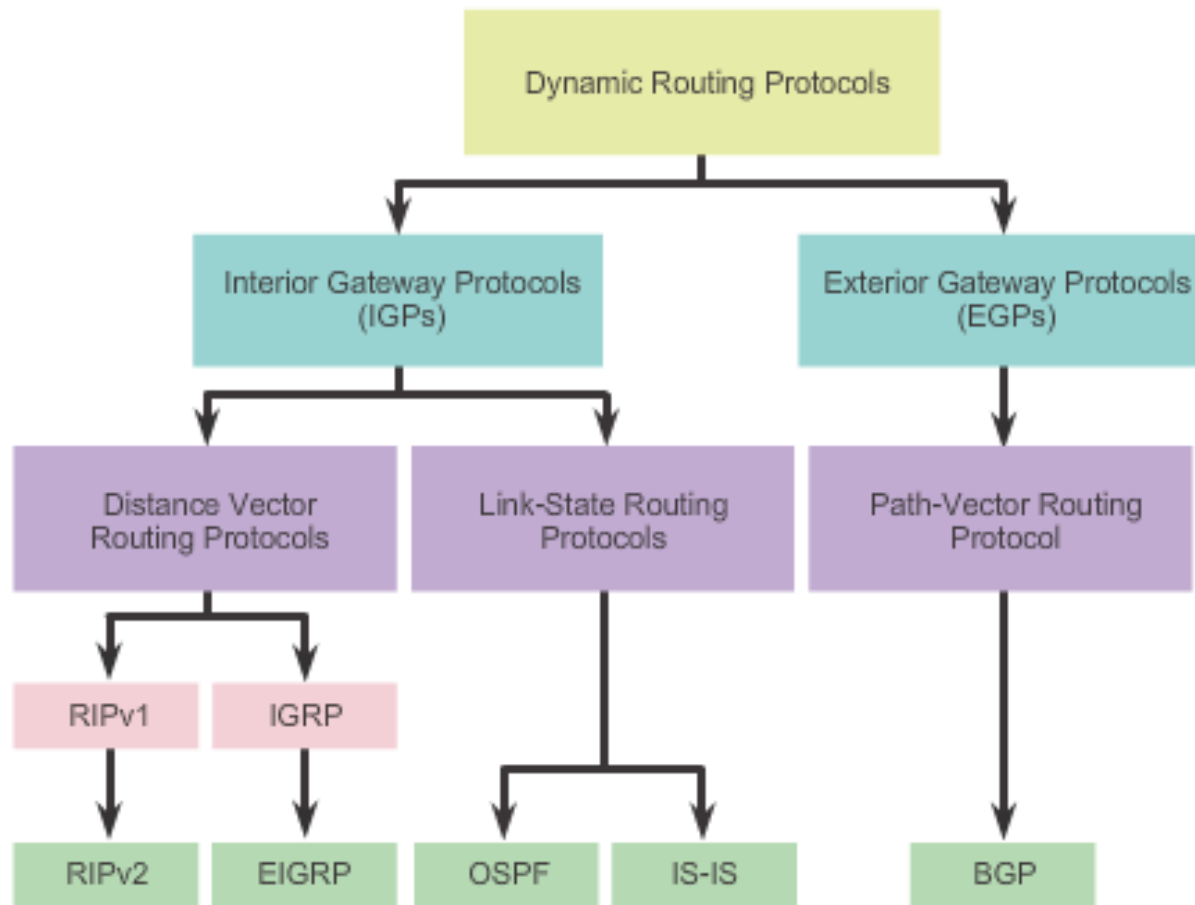 Dynamic Routing Protocols
Interior Gateway Protocols
(IGPs)
Exterior Gateway Protocols
(EGPs)
Distance Vector
Routing Protocols
Link-State Routing
Protocols
Path-Vector Routing
Protocol
RIPv1
IGRP
RIPv2
EIGRP
OSPF
IS-IS
BGP